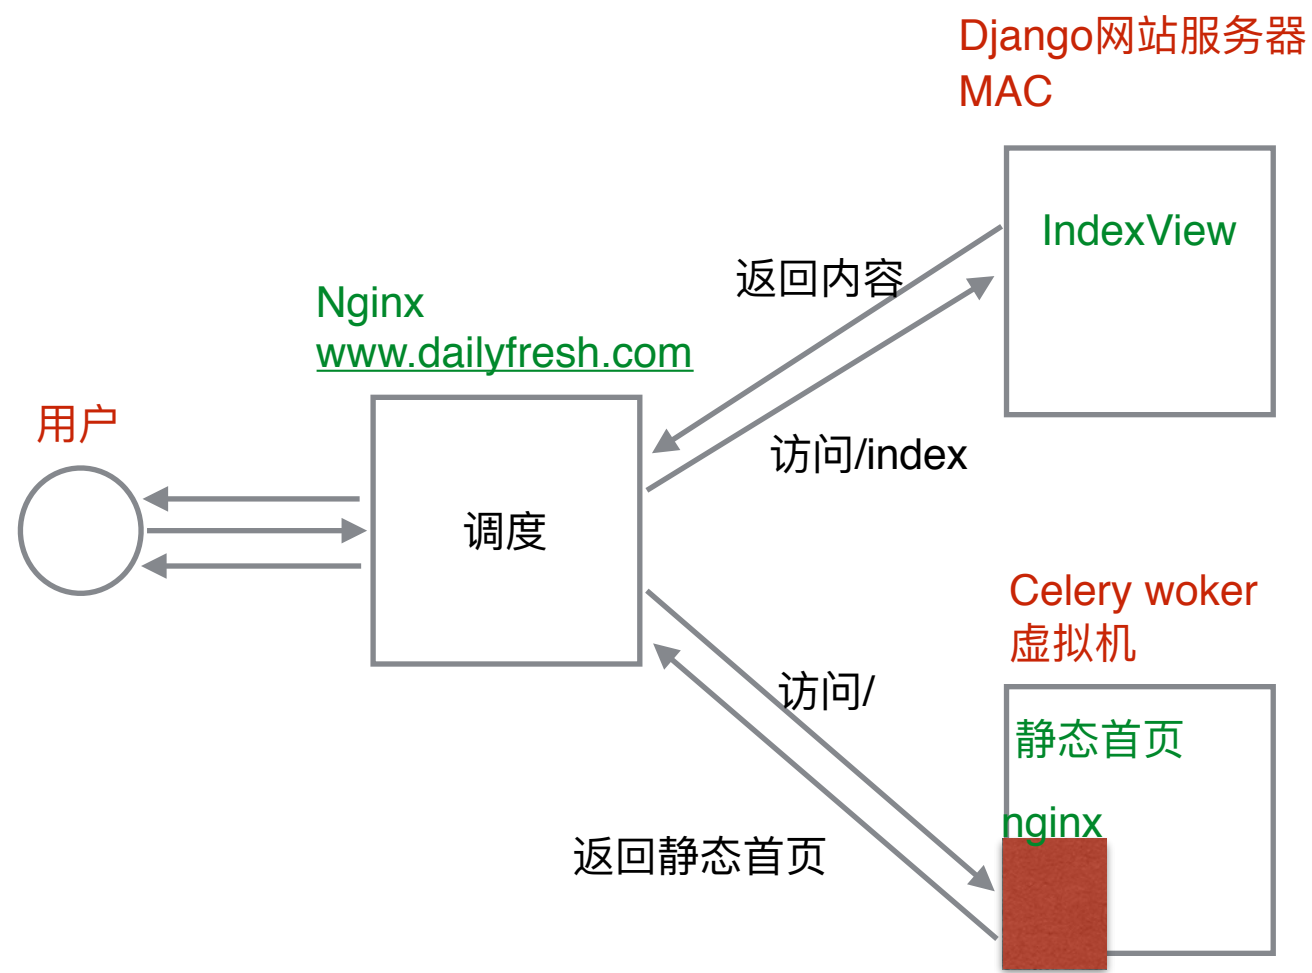 Django网站服务器
MAC
IndexView
返回内容
Nginx
www.dailyfresh.com
用户
访问/index
调度
Celery woker
虚拟机
访问/
静态首页
nginx
返回静态首页